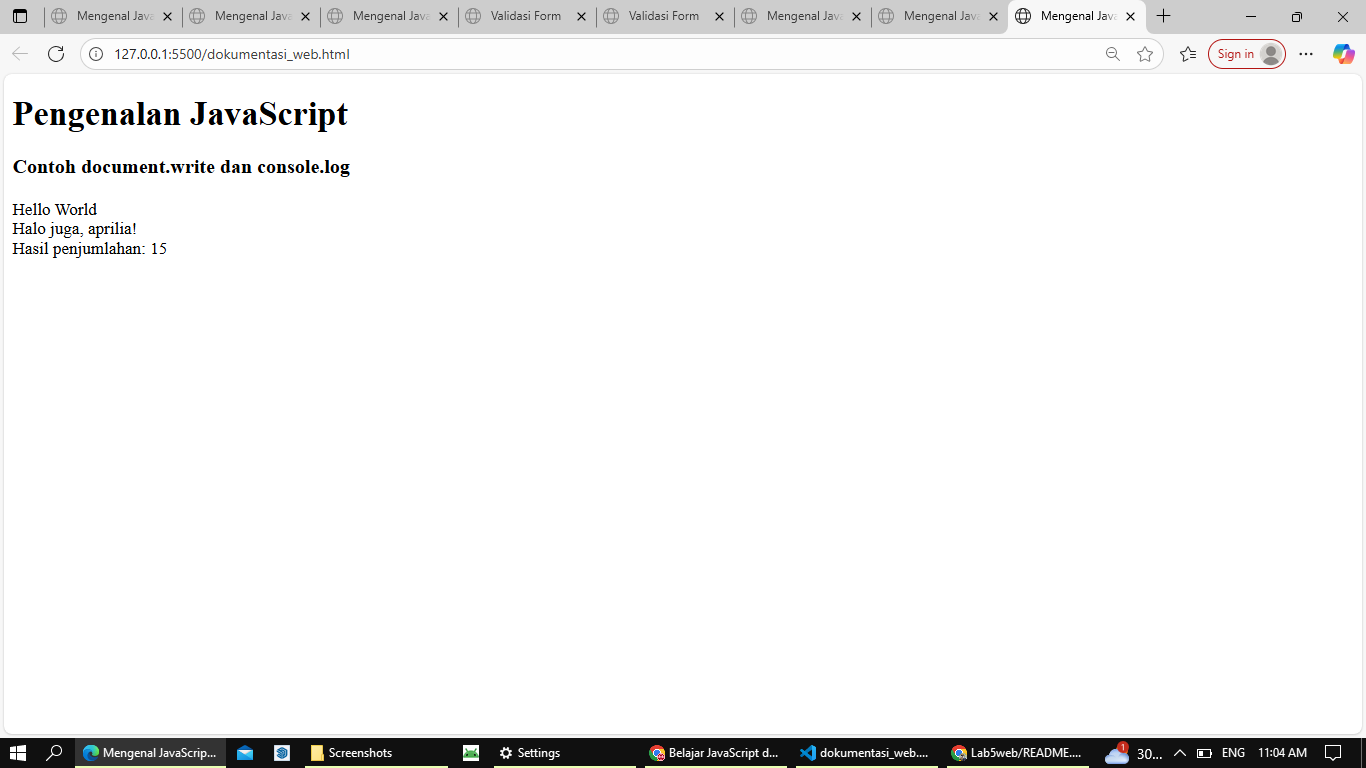 Mengenal Java
Mengenal Java
Mengenal Java
Validasi Form
Validasi Form
Mengenal Java
Mengenal Java
Mengenal Java
127.0.0.1:5500/dokumentasi_web.html
Sign in
Pengenalan JavaScript
Contoh document.write dan console.log
Hello World
Halo juga, aprilia!
Hasil penjumlahan: 15
Mengenal JavaScrip...
Screenshots
Settings
Belajar JavaScript d...
dokumentasi_web....
Lab5web/README....
1
30...
ENG
11:04 AM